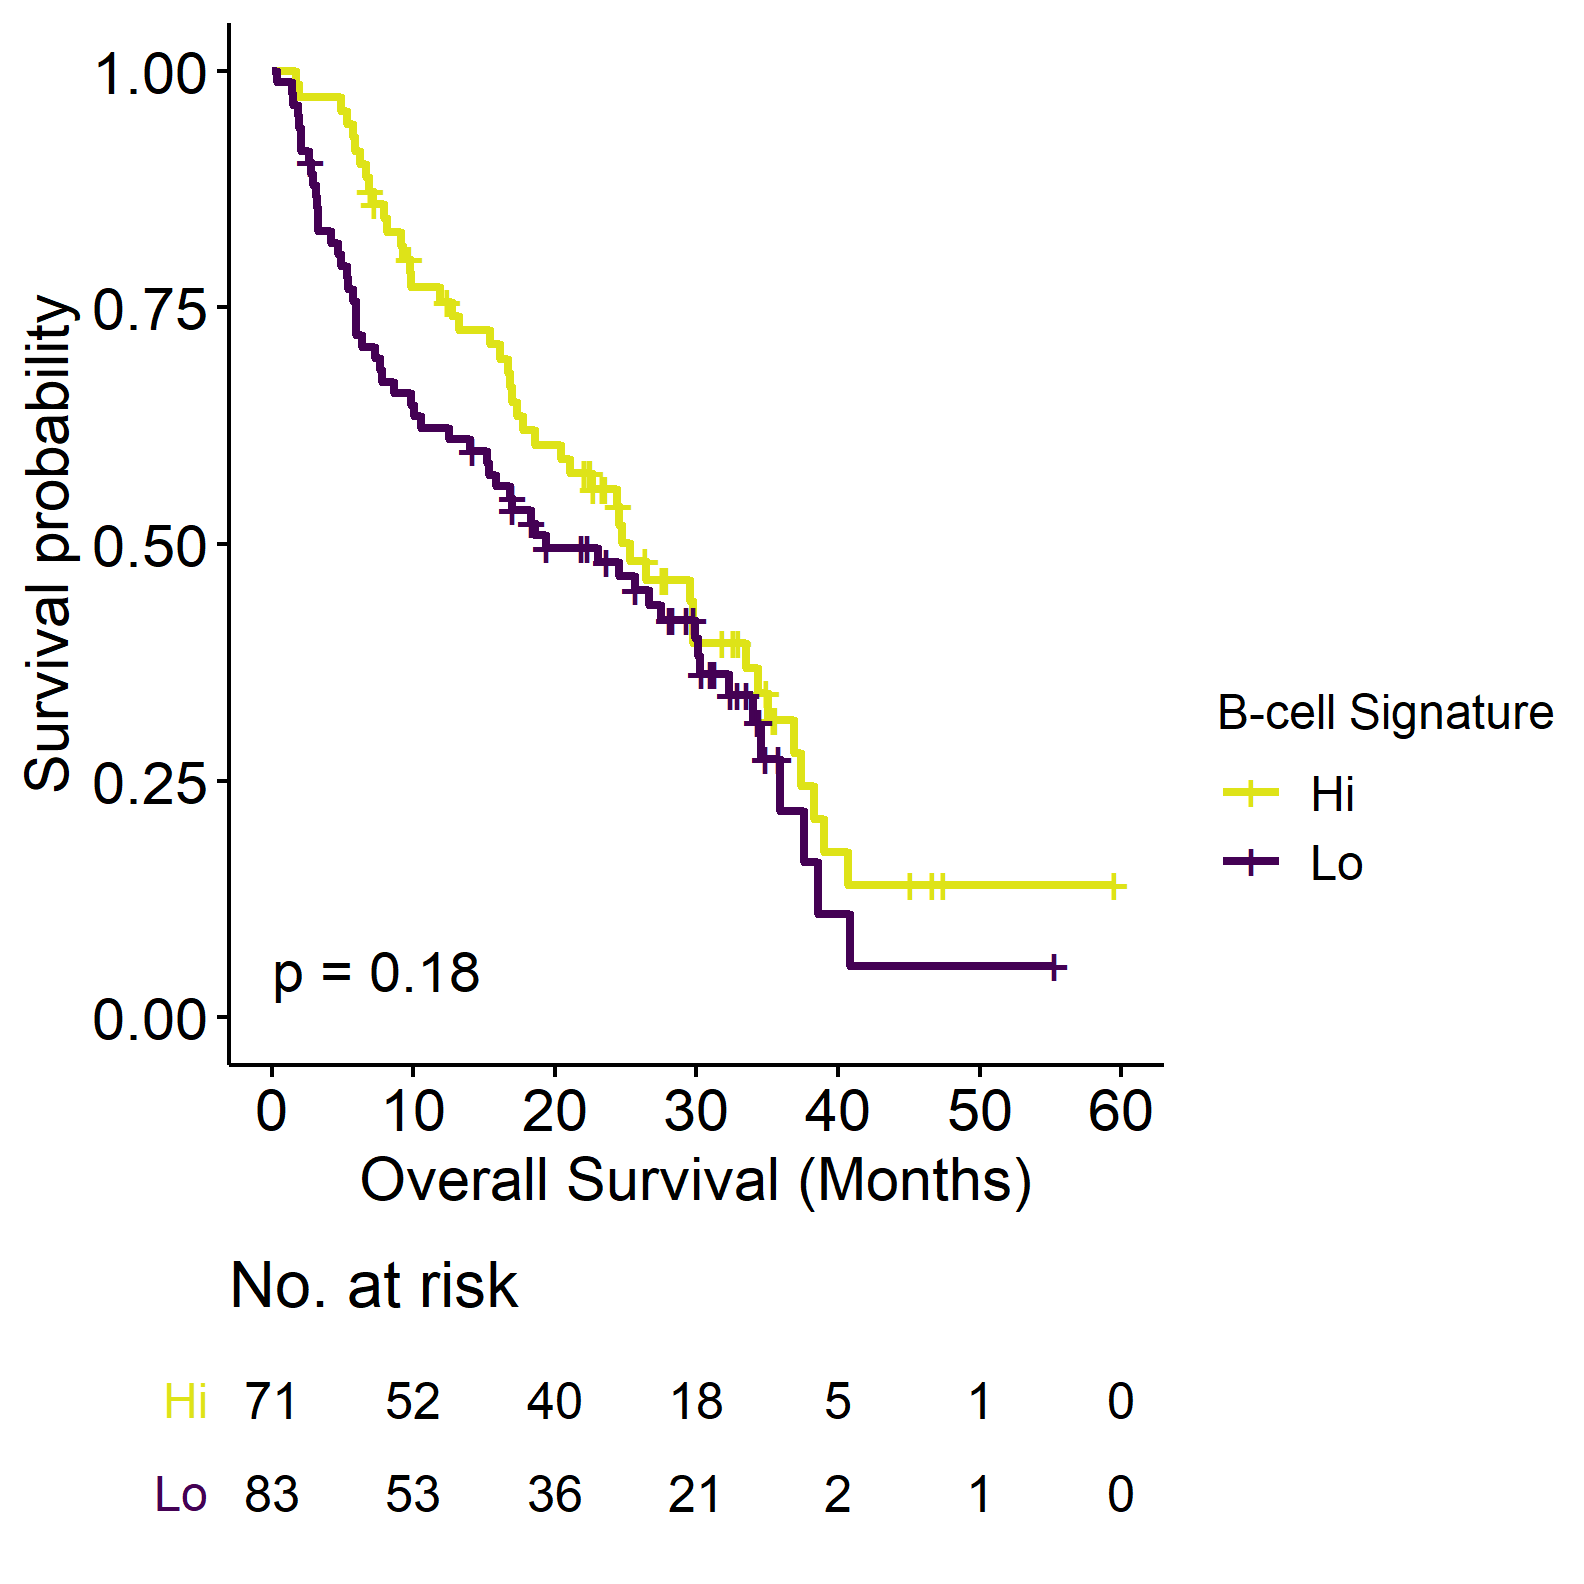 1.00
0.75
0.50
0.25
0.00
Survival probability
p = 0.18
0 10 20 30 40 50 60
Overall Survival (Months)
B-cell Signature
Hi
Lo
No. at risk
Hi 71 52 40 18 5 1 0
Lo 83 53 36 21 2 1 0